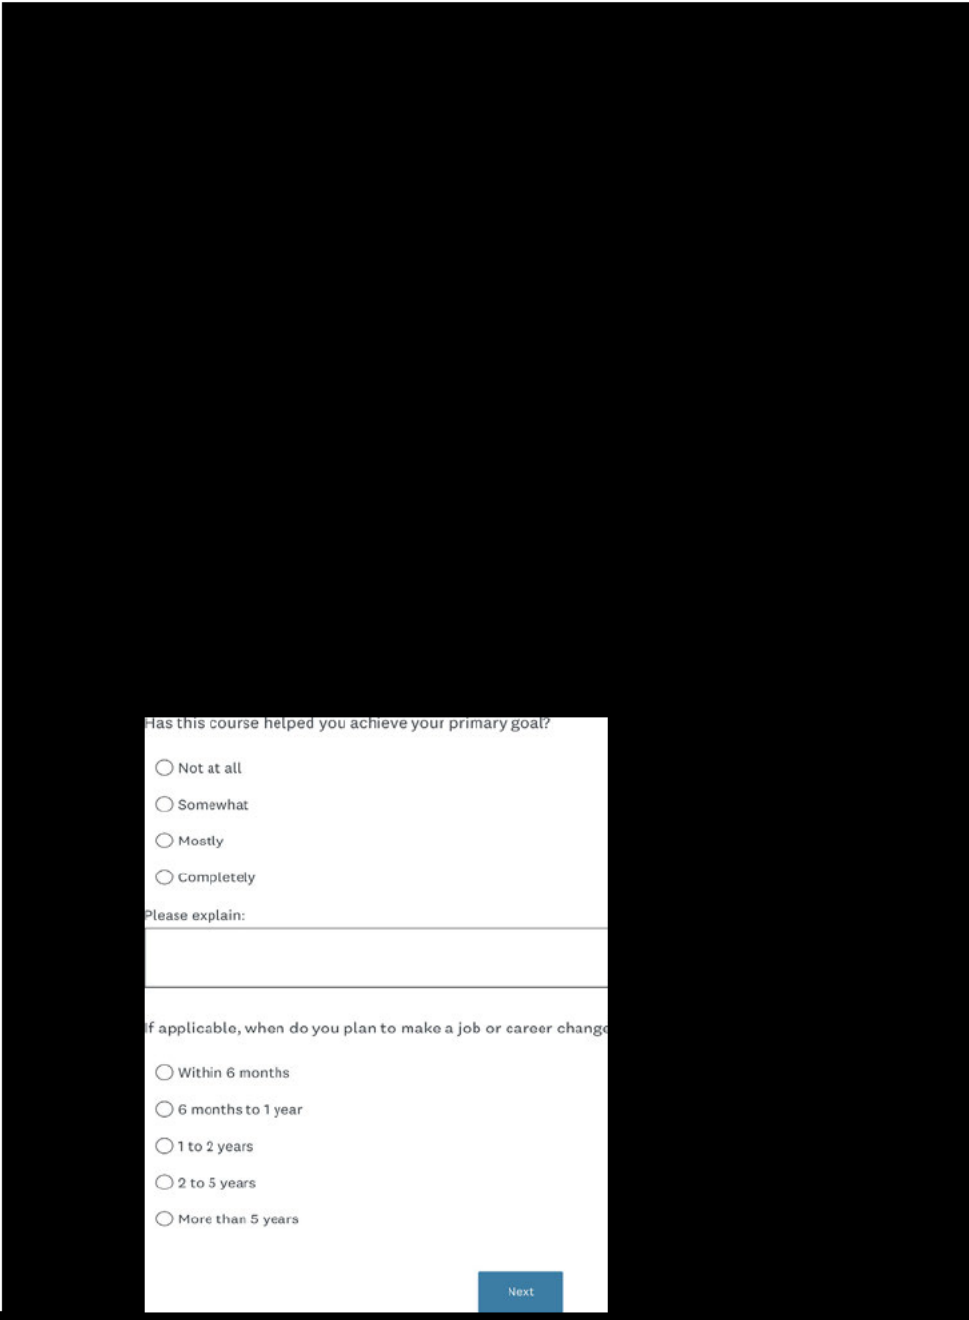 Has this course helped you achieve your primary goal?
Not at all
Somewhat
Mostly
Completely
Please explain:
If applicable, when do you plan to make a job or career change
Within 6 months
6 months to 1 year
1 to 2 years
2 to 5 years
More than 5 years
Next